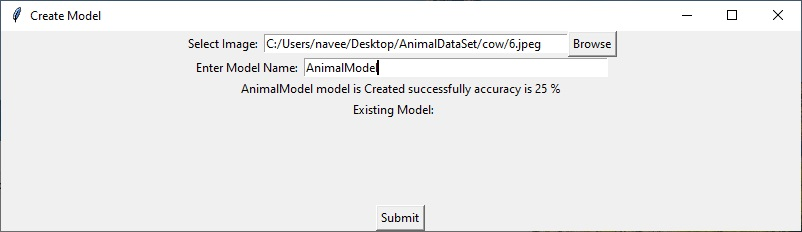 Create Model
Select Image: C:/Users/navee/Desktop/AnimalDataSet/cow/6.jpeg Browse
Enter Model Name: AnimalModel
AnimalModel model is Created successfully accuracy is 25 %
Existing Model:
Submit